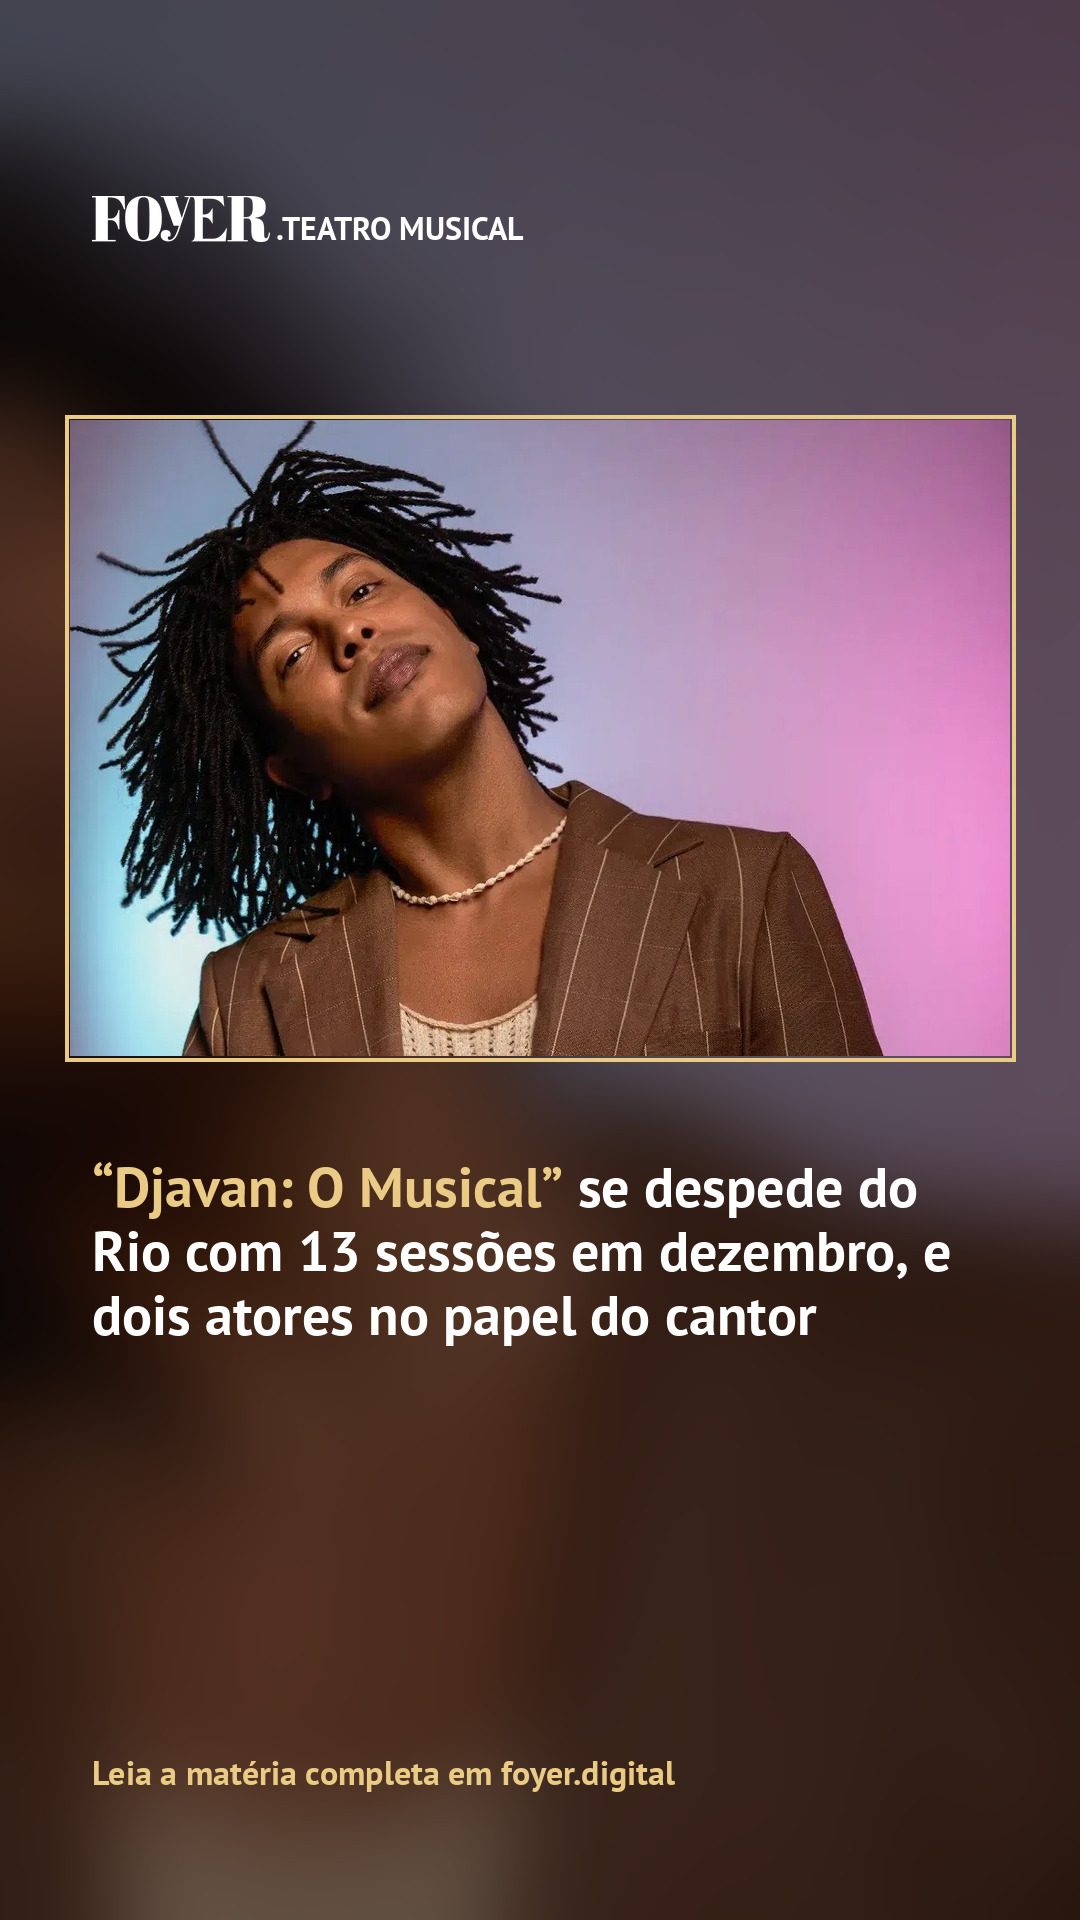 FOYER .TEATRO MUSICAL
“Djavan: O Musical” se despede do
Rio com 13 sessões em dezembro, e
dois atores no papel do cantor
Leia a matéria completa em foyer.digital